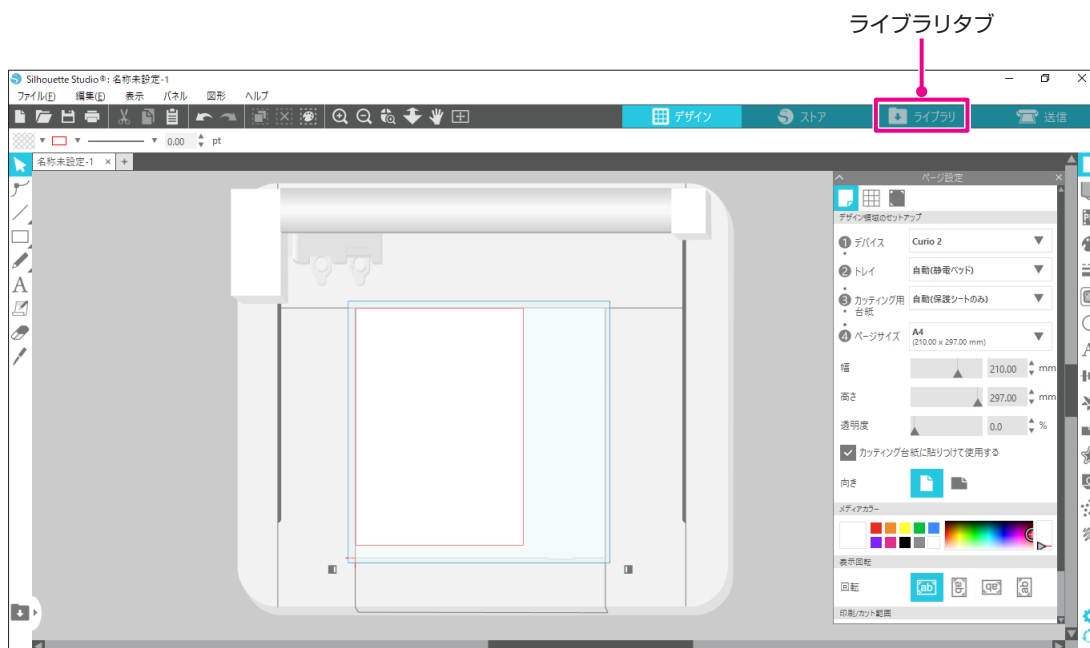 ライブラリタブ
Silhouette Studio®: 名称未設定-1
ファイル(F) 編集(E) 表示 パネル 図形 ヘルプ
デザイン ストア ライブラリ 送信
0.00 pt
名称未設定-1 × +
ページ設定
デザイン領域のセットアップ
1 デバイス Curio 2
2 トレイ 自動(静電ベッド)
3 カッティング用台紙 自動(保護シートのみ)
4 ページサイズ A4
(210.00 x 297.00 mm)
幅 210.00 mm
高さ 297.00 mm
透明度 0.0 %
カッティング台紙に貼りつけて使用する
向き
メディアカラー
表示回転
回転 ab ab ab ab
印刷/カット範囲